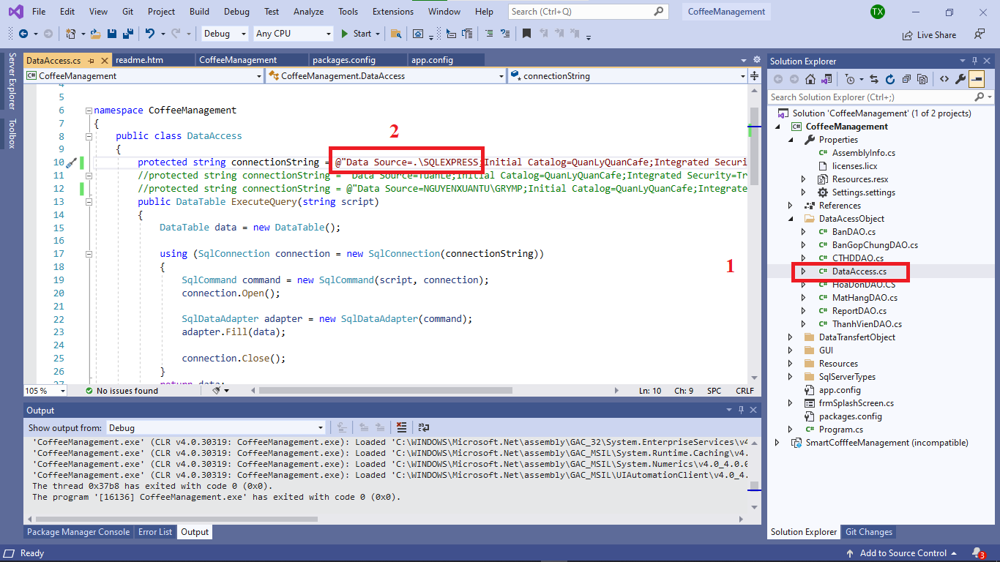 File Edit View Git Project Build Debug Test Analyze Tools Extensions Window Help Search (Ctrl+Q) CoffeeManagement TX
Debug Any CPU Start Live Share
Server Explorer
Toolbox
DataAccess.cs readme.htm CoffeeManagement packages.config app.config
CoffeeManagement CoffeeManagement.DataAccess connectionString
4
5
6 namespace CoffeeManagement
7 {
8 public class DataAccess
2
9 {
10 protected string connectionString = @"Data Source=.\SQLEXPRESS;Initial Catalog=QuanLyQuanCafe;Integrated Securi
11 //protected string connectionString = "Data Source=TuanLe;Initial Catalog=QuanLyQuanCafe;Integrated Security=Tr
12 //protected string connectionString = @"Data Source=NGUYENXUANTU\GRYMP;Initial Catalog=QuanLyQuanCafe;Integrate
13 public DataTable ExecuteQuery(string script)
14 {
15 DataTable data = new DataTable();
16
17 using (SqlConnection connection = new SqlConnection(connectionString))
18 {
1
19 SqlCommand command = new SqlCommand(script, connection);
20 connection.Open();
21
22 SqlDataAdapter adapter = new SqlDataAdapter(command);
23 adapter.Fill(data);
24
25 connection.Close();
26 }
27 return data;
105 % No issues found Ln: 10 Ch: 9 SPC CRLF
Output
Show output from: Debug
'CoffeeManagement.exe' (CLR v4.0.30319: CoffeeManagement.exe): Loaded 'C:\WINDOWS\Microsoft.Net\assembly\GAC_32\System.EnterpriseServices\v4
'CoffeeManagement.exe' (CLR v4.0.30319: CoffeeManagement.exe): Loaded 'C:\WINDOWS\Microsoft.Net\assembly\GAC_MSIL\System.Runtime.Caching\v4.
'CoffeeManagement.exe' (CLR v4.0.30319: CoffeeManagement.exe): Loaded 'C:\WINDOWS\Microsoft.Net\assembly\GAC_MSIL\System.Numerics\v4.0_4.0.0
'CoffeeManagement.exe' (CLR v4.0.30319: CoffeeManagement.exe): Loaded 'C:\WINDOWS\Microsoft.Net\assembly\GAC_MSIL\UIAutomationClient\v4.0_4.
The thread 0x37b8 has exited with code 0 (0x0).
The program '[16136] CoffeeManagement.exe' has exited with code 0 (0x0).
Package Manager Console Error List Output
Solution Explorer
Search Solution Explorer (Ctrl+;)
Solution 'CoffeeManagement' (1 of 2 projects)
C# CoffeeManagement
Properties
C# AssemblyInfo.cs
licenses.licx
Resources.resx
Settings.settings
References
DataAcessObject
C# BanDAO.cs
C# BanGopChungDAO.cs
C# CTHDDAO.cs
C# DataAccess.cs
C# HoaDonDAO.CS
C# MatHangDAO.cs
C# ReportDAO.cs
C# ThanhVienDAO.cs
DataTransfertObject
GUI
Resources
SqlServerTypes
app.config
frmSplashScreen.cs
packages.config
C# Program.cs
SmartCofffeeManagement (incompatible)
Solution Explorer Git Changes
Ready Add to Source Control 3